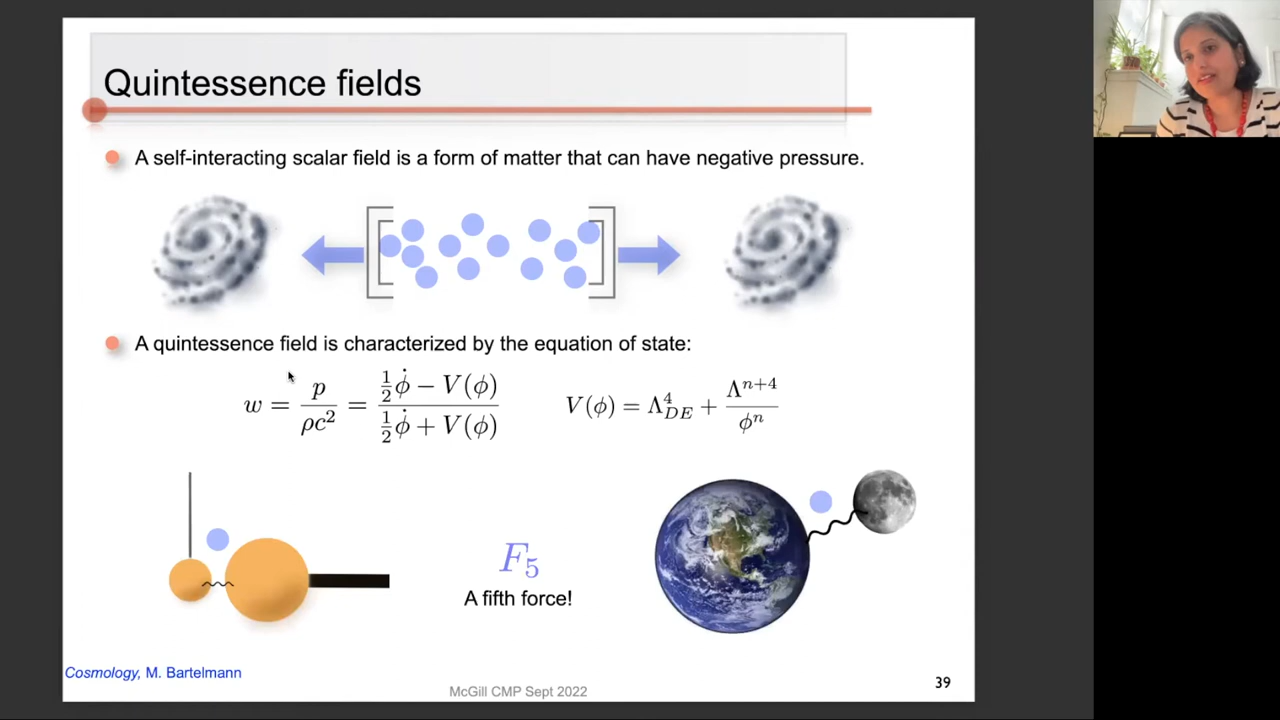 Quintessence fields
A self-interacting scalar field is a form of matter that can have negative pressure.
A quintessence field is characterized by the equation of state:
w = p / ρc² = (½ϕ̇ − V(ϕ)) / (½ϕ̇ + V(ϕ))
V(ϕ) = Λ⁴_DE + Λⁿ⁺⁴ / ϕⁿ
F₅
A fifth force!
Cosmology, M. Bartelmann
McGill CMP Sept 2022
39